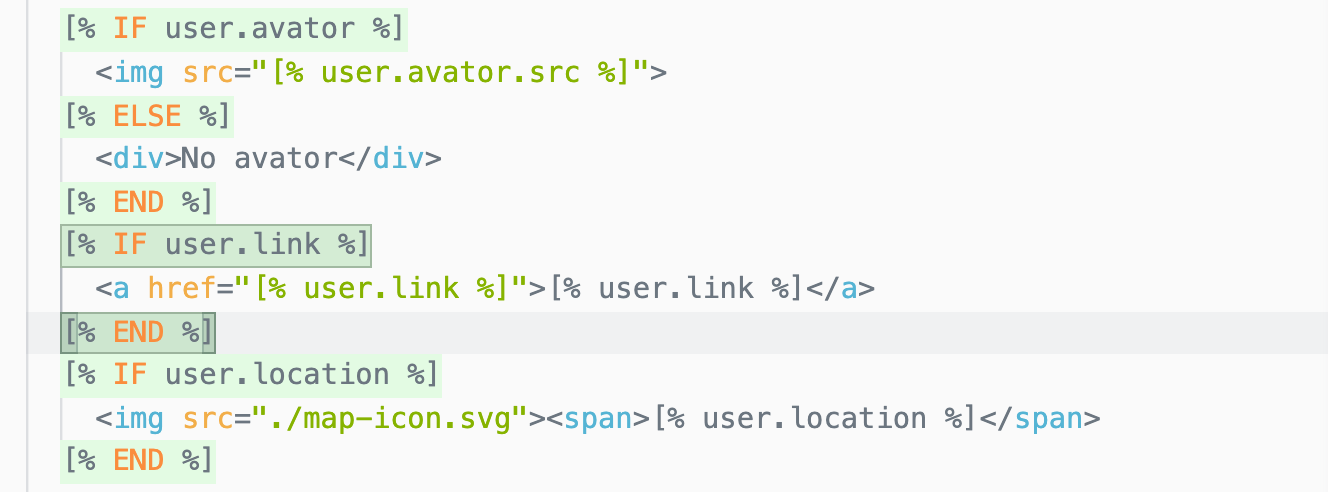 [% IF user.avator %]
<img src="[% user.avator.src %]">
[% ELSE %]
<div>No avator</div>
[% END %]
[% IF user.link %]
<a href="[% user.link %]">[% user.link %]</a>
[% END %]
[% IF user.location %]
<img src="./map-icon.svg"><span>[% user.location %]</span>
[% END %]